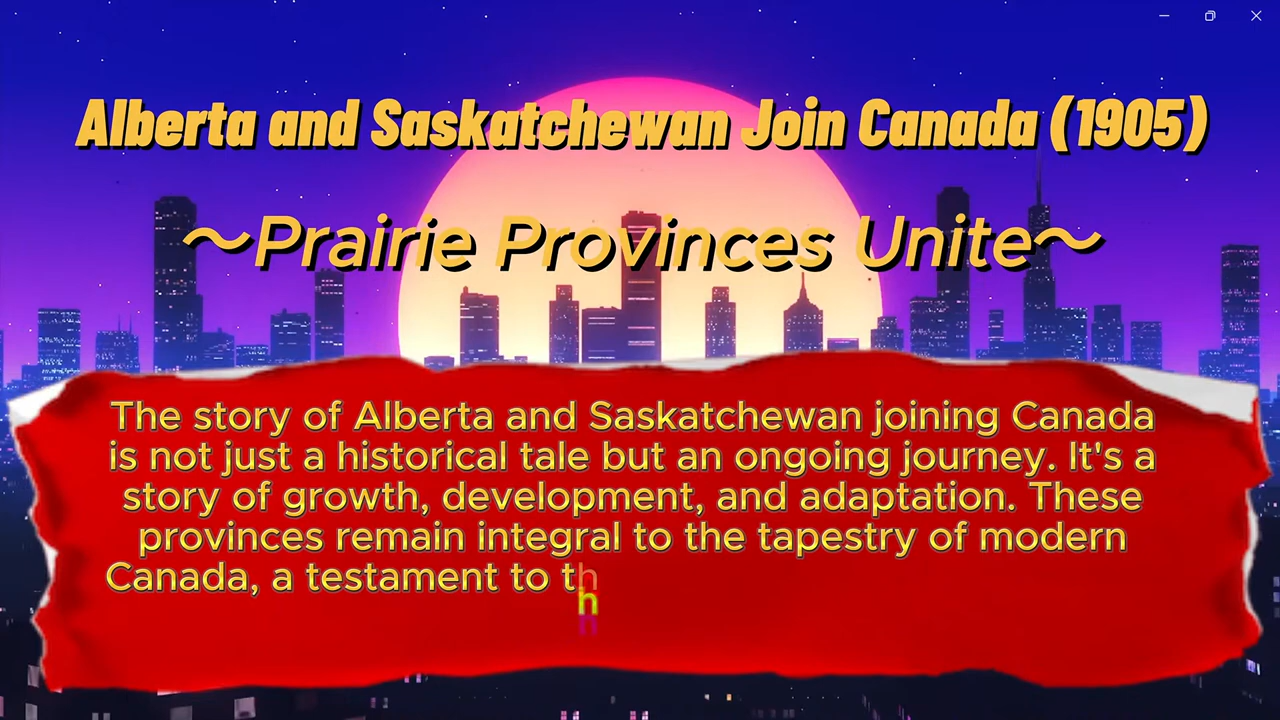 Alberta and Saskatchewan Join Canada (1905)
~Prairie Provinces Unite~
The story of Alberta and Saskatchewan joining Canada
is not just a historical tale but an ongoing journey. It's a
story of growth, development, and adaptation. These
provinces remain integral to the tapestry of modern
Canada, a testament to th